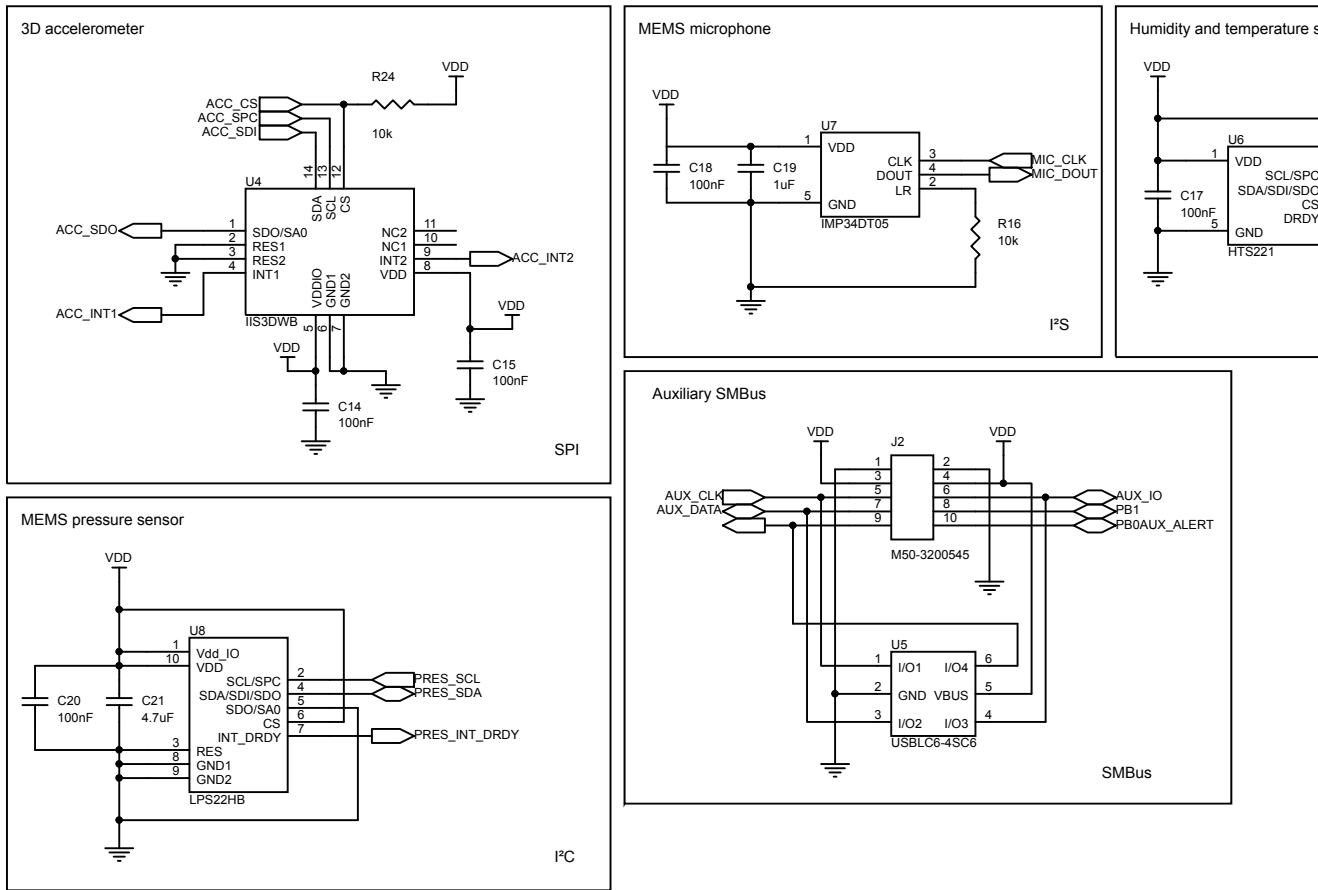 3D accelerometer
VDD
R24
10k
ACC_CS
ACC_SPC
ACC_SDI
14
13
12
U4
SDA
SCL
CS
ACC_SDO
1
2
3
4
SDO/SA0
RES1
RES2
INT1
NC2
NC1
INT2
VDD
11
10
9
8
ACC_INT2
ACC_INT1
VDDIO
GND1
GND2
IIS3DWB
5
6
7
VDD
VDD
C15
100nF
C14
100nF
SPI
MEMS microphone
VDD
U7
1
VDD
C18
100nF
C19
1uF
CLK
DOUT
LR
3
4
2
MIC_CLK
MIC_DOUT
5
GND
IMP34DT05
R16
10k
I²S
Humidity and temperature s
VDD
U6
1
VDD
SCL/SPC
SDA/SDI/SDO
CS
DRDY
C17
100nF
5
GND
HTS221
MEMS pressure sensor
VDD
U8
1
10
Vdd_IO
VDD
SCL/SPC
SDA/SDI/SDO
SDO/SA0
CS
INT_DRDY
2
4
5
6
7
PRES_SCL
PRES_SDA
PRES_INT_DRDY
C20
100nF
C21
4.7uF
3
8
9
RES
GND1
GND2
LPS22HB
I²C
Auxiliary SMBus
VDD
J2
VDD
1
3
5
7
9
2
4
6
8
10
AUX_CLK
AUX_DATA
AUX_IO
PB1
PB0AUX_ALERT
M50-3200545
U5
1
2
3
I/O1
GND
I/O2
I/O4
VBUS
I/O3
6
5
4
USBLC6-4SC6
SMBus